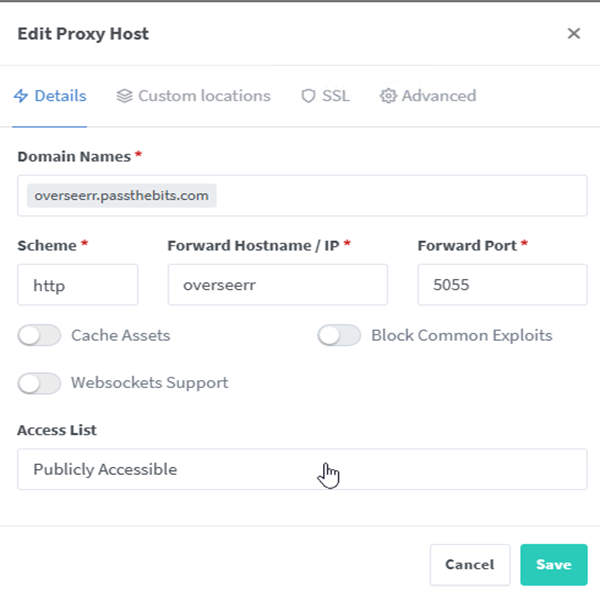 Edit Proxy Host
Details Custom locations SSL Advanced
Domain Names *
overseerr.passthebits.com
Scheme * Forward Hostname / IP * Forward Port *
http overseerr 5055
Cache Assets Block Common Exploits
Websockets Support
Access List
Publicly Accessible
Cancel Save